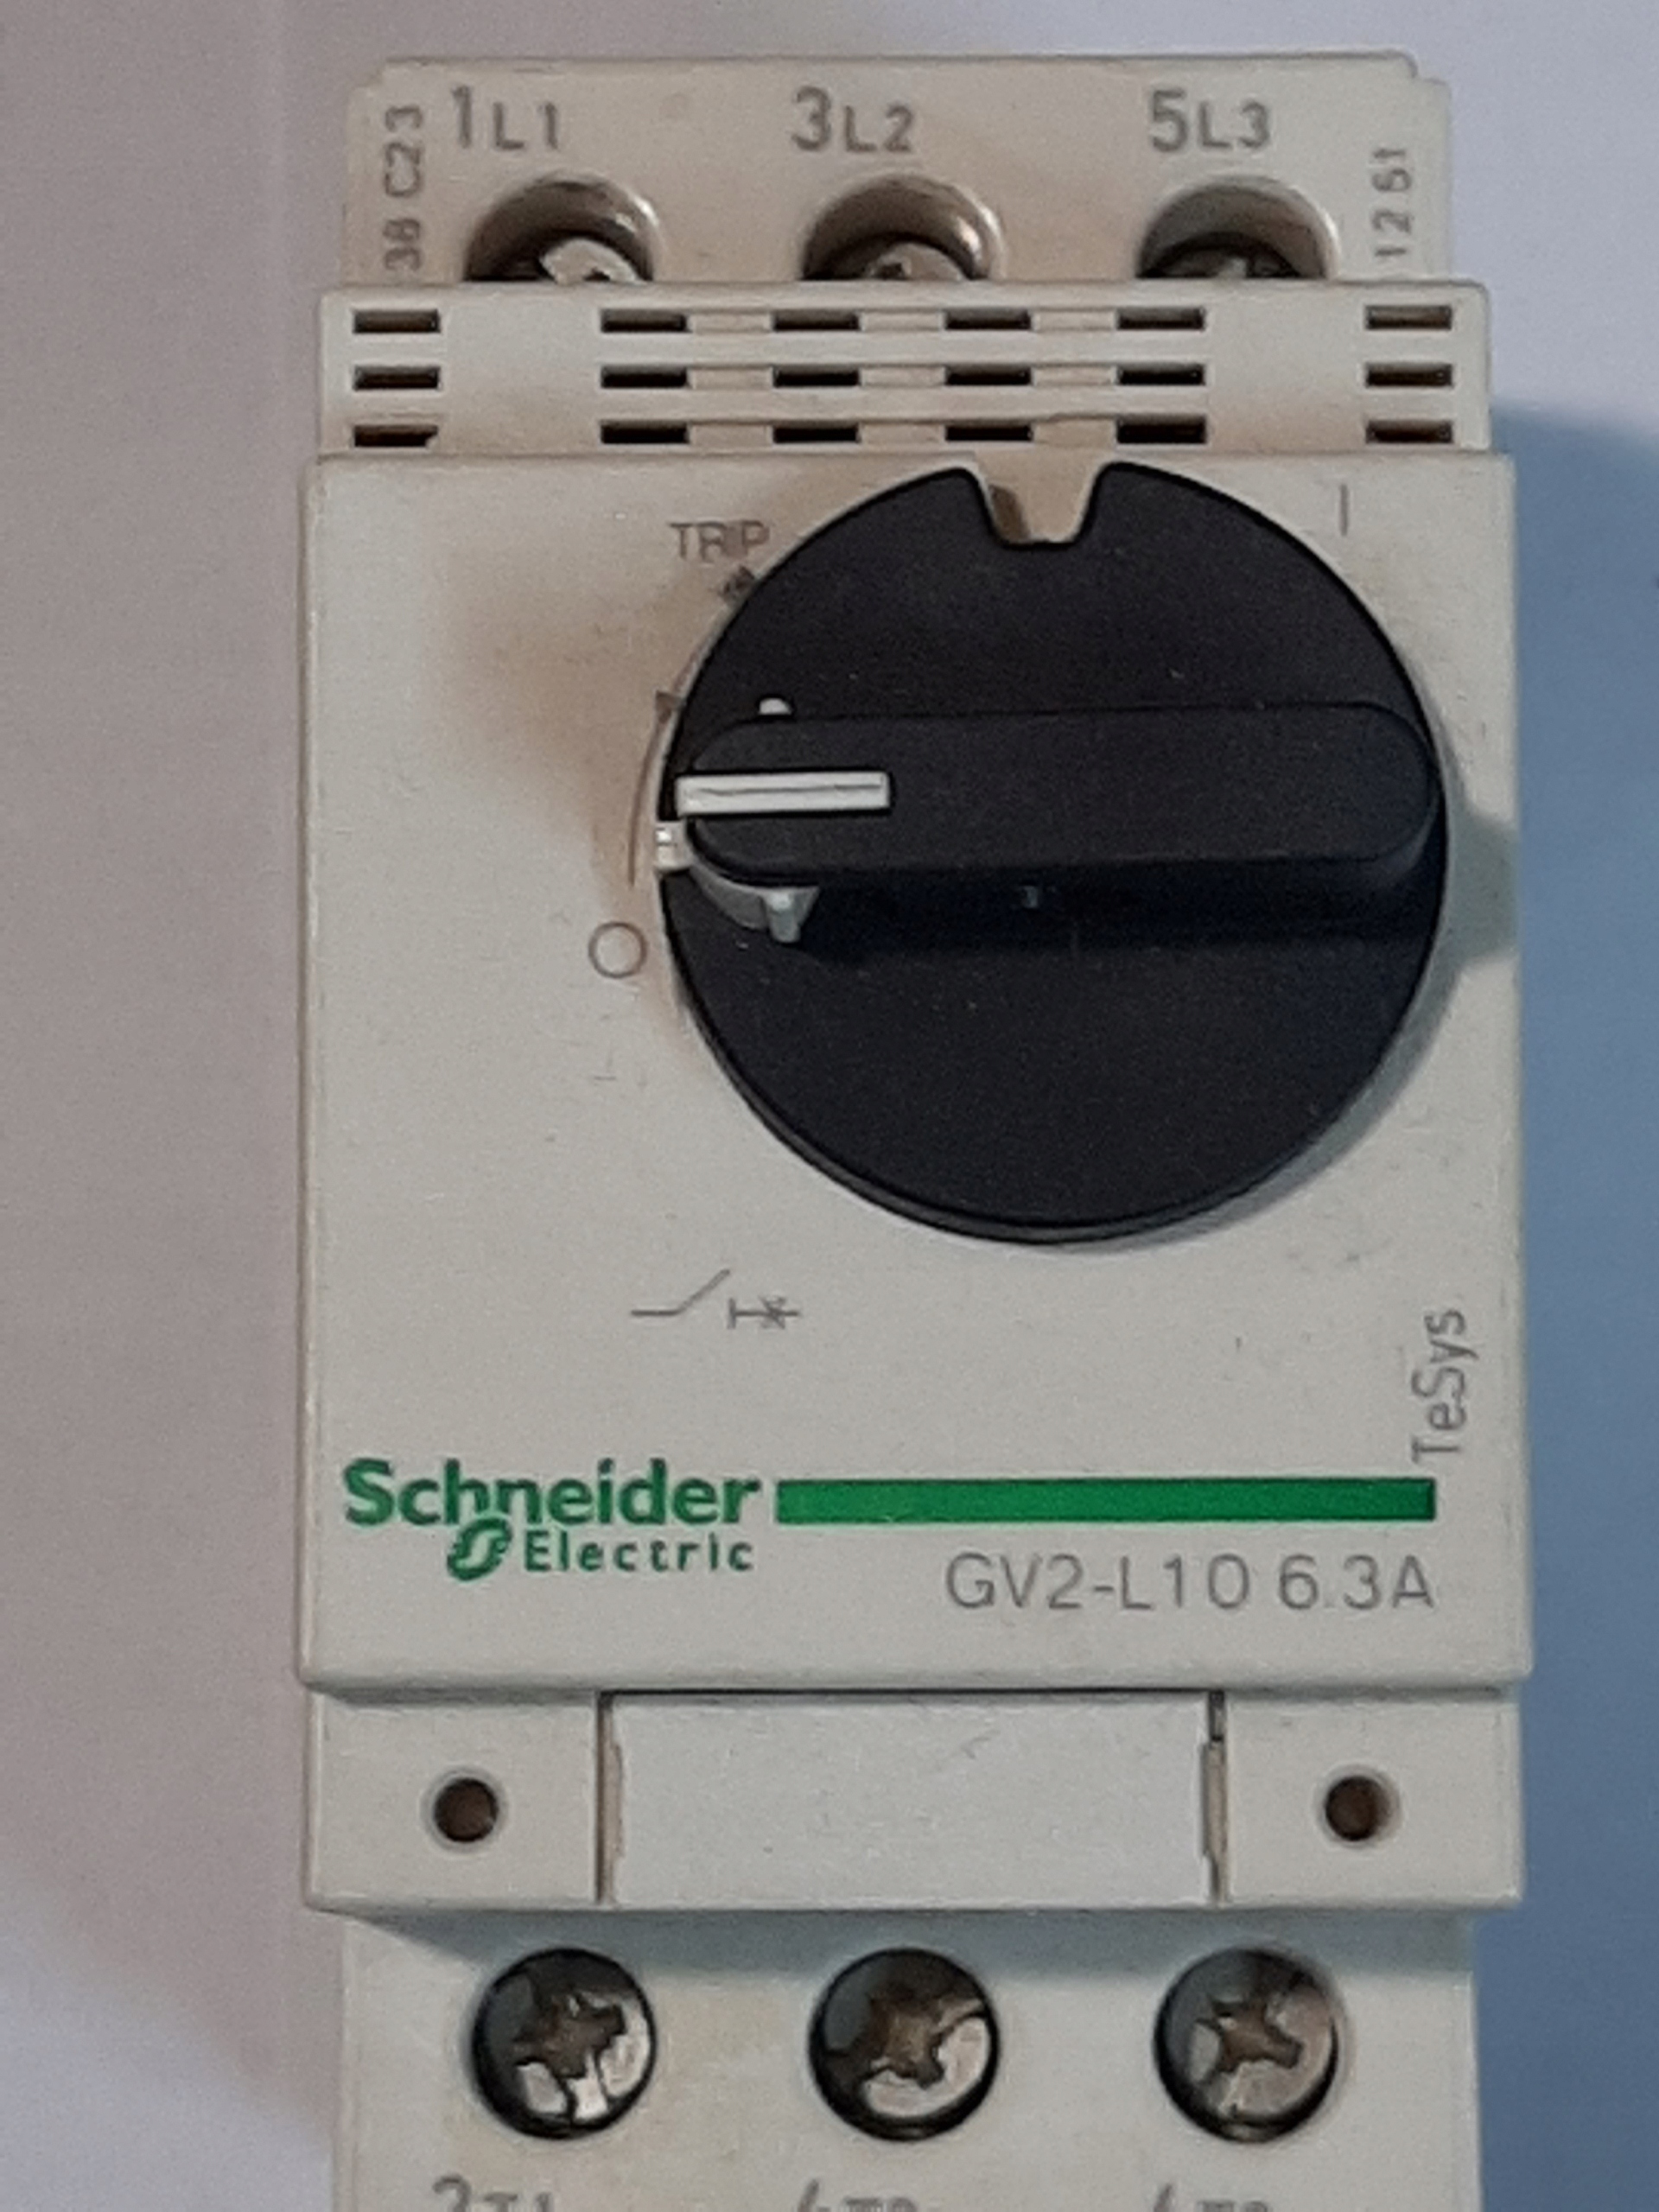 1L1 3L2 5L3
38 C23
12 61
TRIP
I
O
TeSys
Schneider
Electric
GV2-L10 6.3A